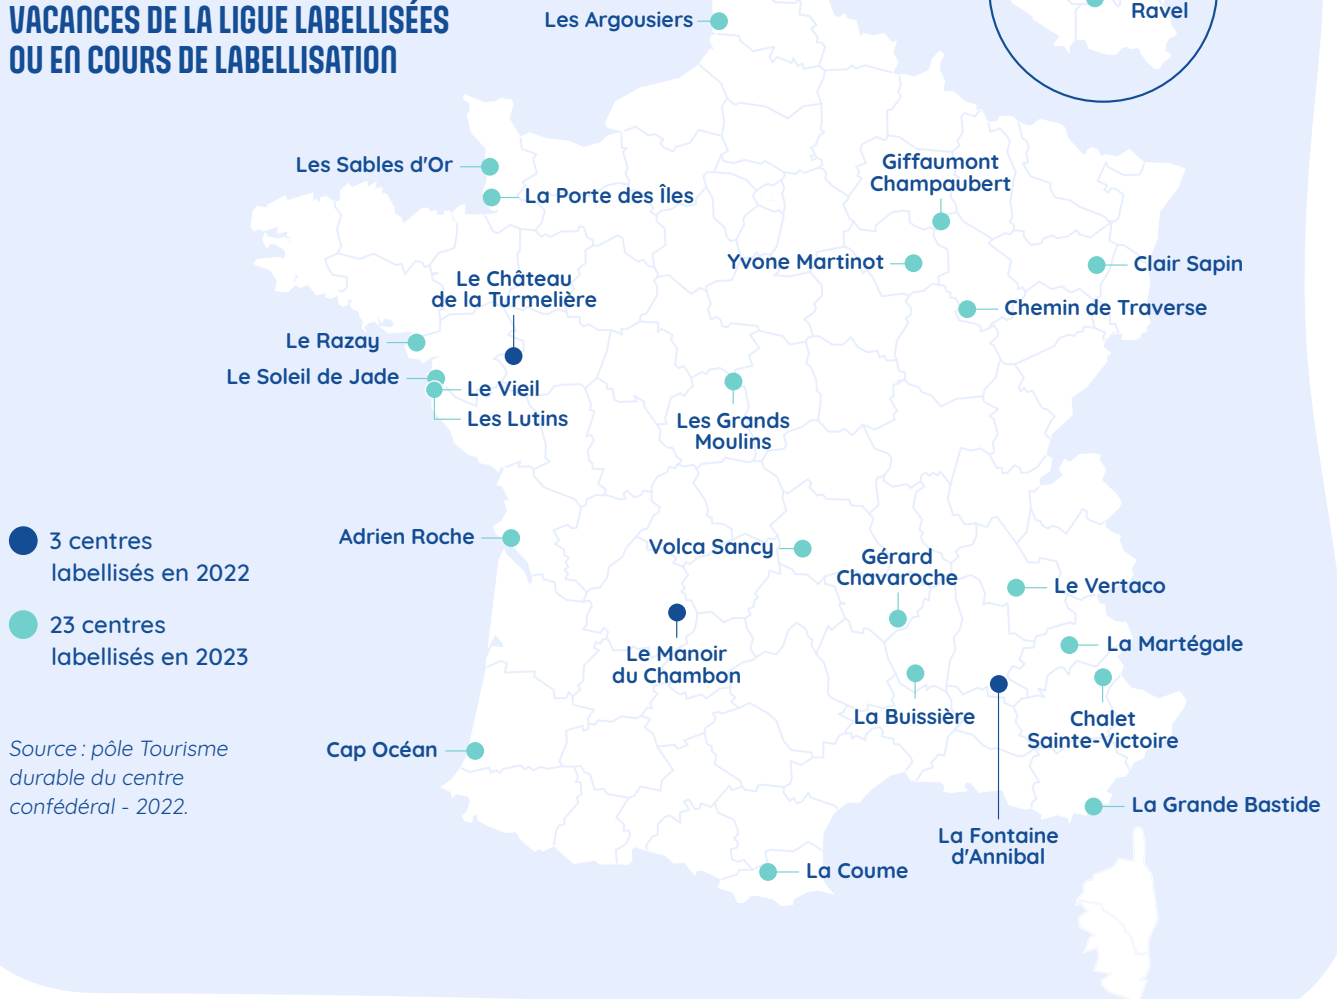 VACANCES DE LA LIGUE LABELLISÉES
OU EN COURS DE LABELLISATION
Les Argousiers
Ravel
Les Sables d'Or
La Porte des Îles
Giffaumont
Champaubert
Yvone Martinot
Clair Sapin
Chemin de Traverse
Le Château
de la Turmelière
Le Razay
Le Soleil de Jade
Le Vieil
Les Lutins
Les Grands
Moulins
3 centres
labellisés en 2022
23 centres
labellisés en 2023
Adrien Roche
Volca Sancy
Gérard
Chavaroche
Le Vertaco
Le Manoir
du Chambon
La Martégale
La Buissière
Chalet
Sainte-Victoire
Source : pôle Tourisme
durable du centre
confédéral - 2022.
Cap Océan
La Grande Bastide
La Fontaine
d'Annibal
La Coume